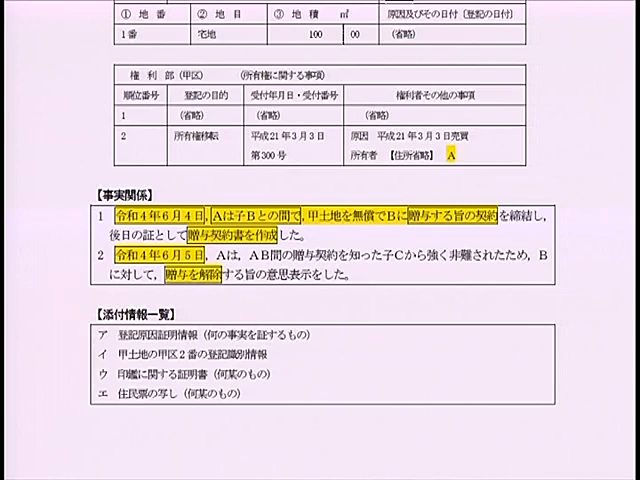 ① 地 番 ② 地 目 ③ 地 積 ㎡ 原因及びその日付〔登記の日付〕
1番 宅地 100 00 (省略)
権 利 部(甲区) (所有権に関する事項)
順位番号 登記の目的 受付年月日・受付番号 権利者その他の事項
1 (省略) (省略) (省略)
2 所有権移転 平成21年3月3日 原因 平成21年3月3日売買
第300号 所有者 【住所省略】 A
【事実関係】
1 令和4年6月4日,Aは子Bとの間で,甲土地を無償でBに贈与する旨の契約を締結し,
後日の証として贈与契約書を作成した。
2 令和4年6月5日,Aは,AB間の贈与契約を知った子Cから強く非難されたため,B
に対して,贈与を解除する旨の意思表示をした。
【添付情報一覧】
ア 登記原因証明情報(何の事実を証するもの)
イ 甲土地の甲区2番の登記識別情報
ウ 印鑑に関する証明書(何某のもの)
エ 住民票の写し(何某のもの)